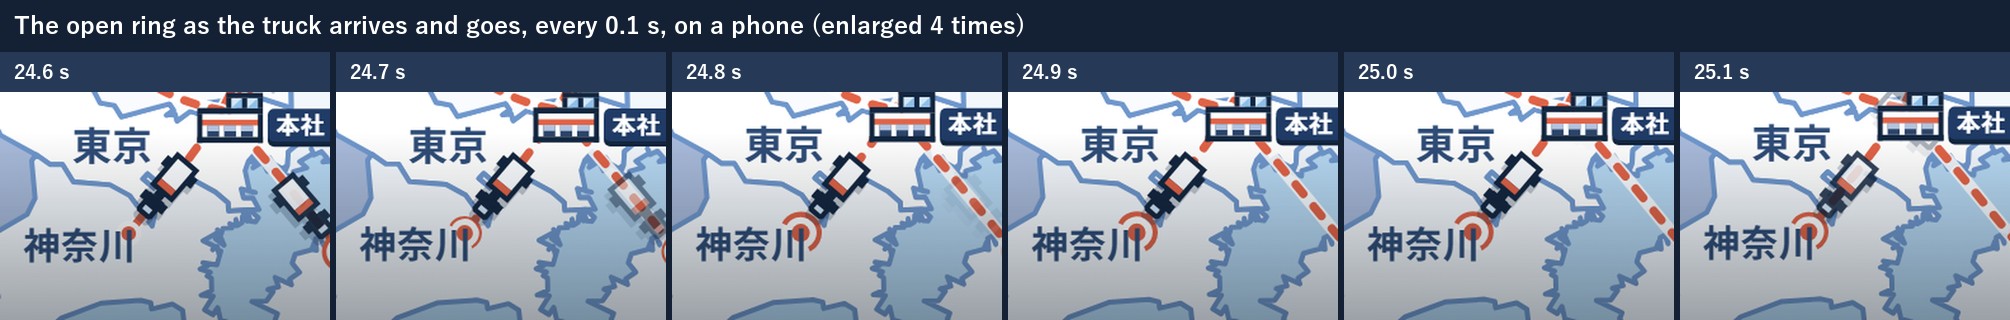 The open ring as the truck arrives and goes, every 0.1 s, on a phone (enlarged 4 times)
24.6 s
本社
東京
神奈川
24.7 s
本社
東京
神奈川
24.8 s
本社
東京
神奈川
24.9 s
本社
東京
神奈川
25.0 s
本社
東京
神奈川
25.1 s
本社
東京
神奈川